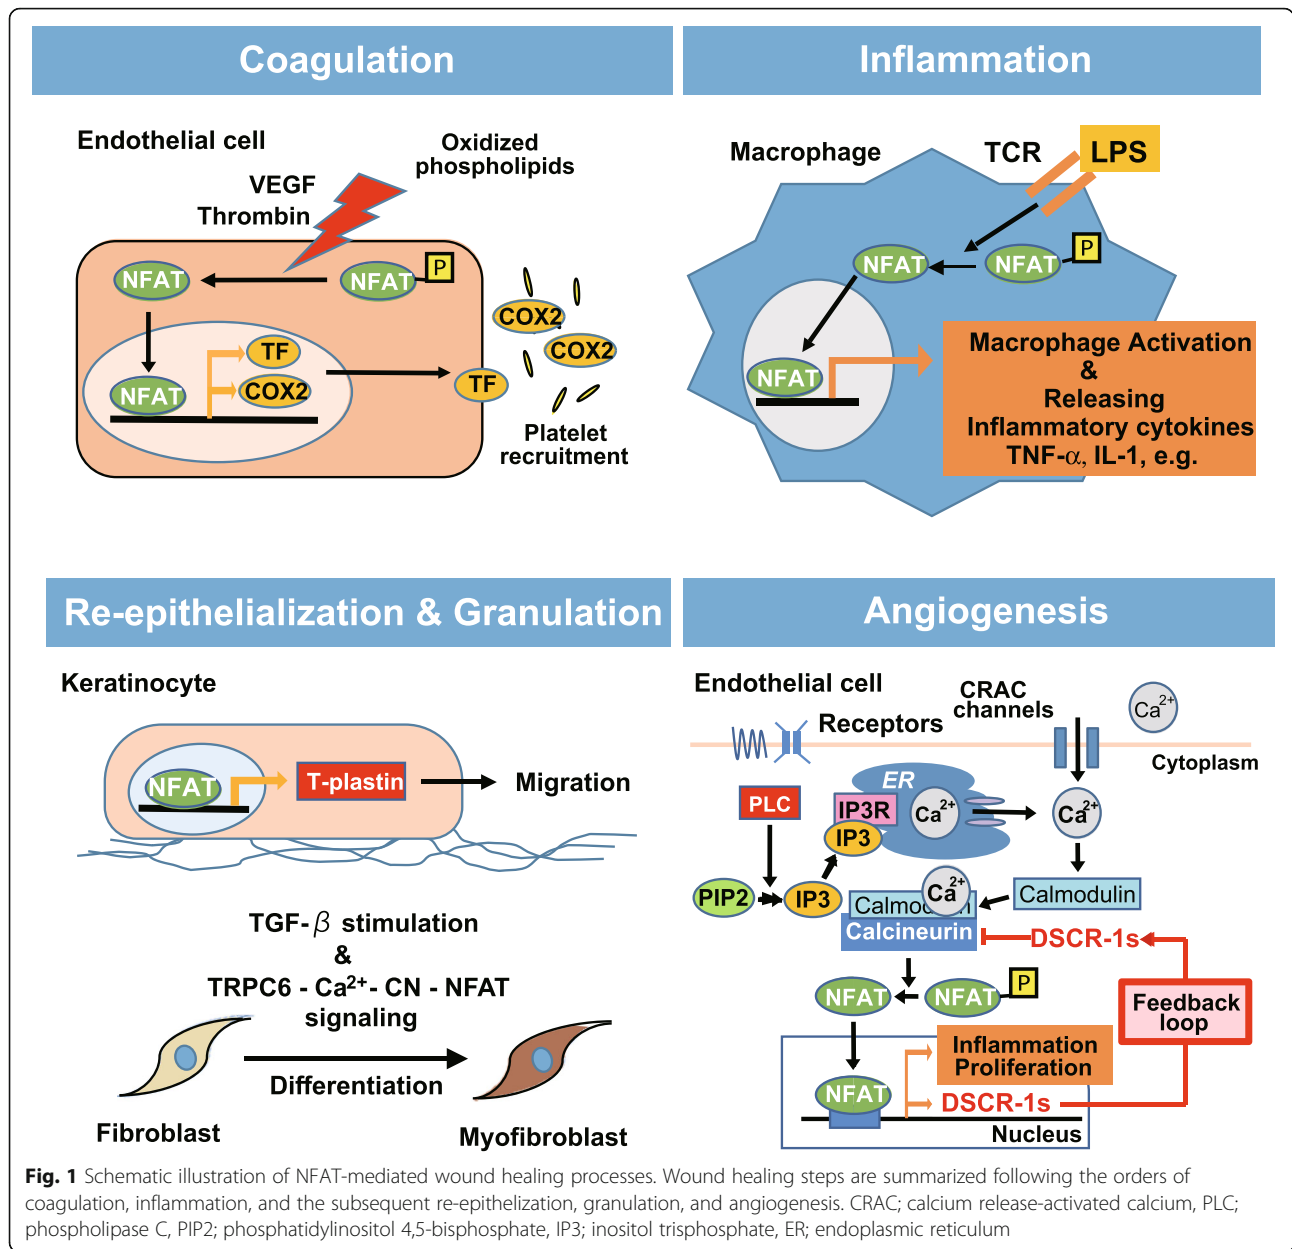 Coagulation
Endothelial cell
Oxidized
phospholipids
VEGF
Thrombin
NFAT
NFAT
P
TF
COX2
NFAT
TF
COX2
COX2
Platelet
recruitment
Inflammation
Macrophage
TCR
LPS
NFAT
NFAT
P
NFAT
Macrophage Activation
&
Releasing
Inflammatory cytokines
TNF-α, IL-1, e.g.
Re-epithelialization & Granulation
Keratinocyte
NFAT
T-plastin
Migration
TGF-β stimulation
&
TRPC6 - Ca2+- CN - NFAT
signaling
Differentiation
Fibroblast
Myofibroblast
Angiogenesis
Endothelial cell
Receptors
CRAC
channels
Ca2+
Cytoplasm
PLC
ER
IP3R
IP3
Ca2+
Ca2+
PIP2
IP3
Ca2+
Calmodulin
Calmodulin
Calcineurin
DSCR-1s
NFAT
NFAT
P
Feedback
loop
Inflammation
Proliferation
NFAT
DSCR-1s
Nucleus
Fig. 1 Schematic illustration of NFAT-mediated wound healing processes. Wound healing steps are summarized following the orders of
coagulation, inflammation, and the subsequent re-epithelization, granulation, and angiogenesis. CRAC; calcium release-activated calcium, PLC;
phospholipase C, PIP2; phosphatidylinositol 4,5-bisphosphate, IP3; inositol trisphosphate, ER; endoplasmic reticulum